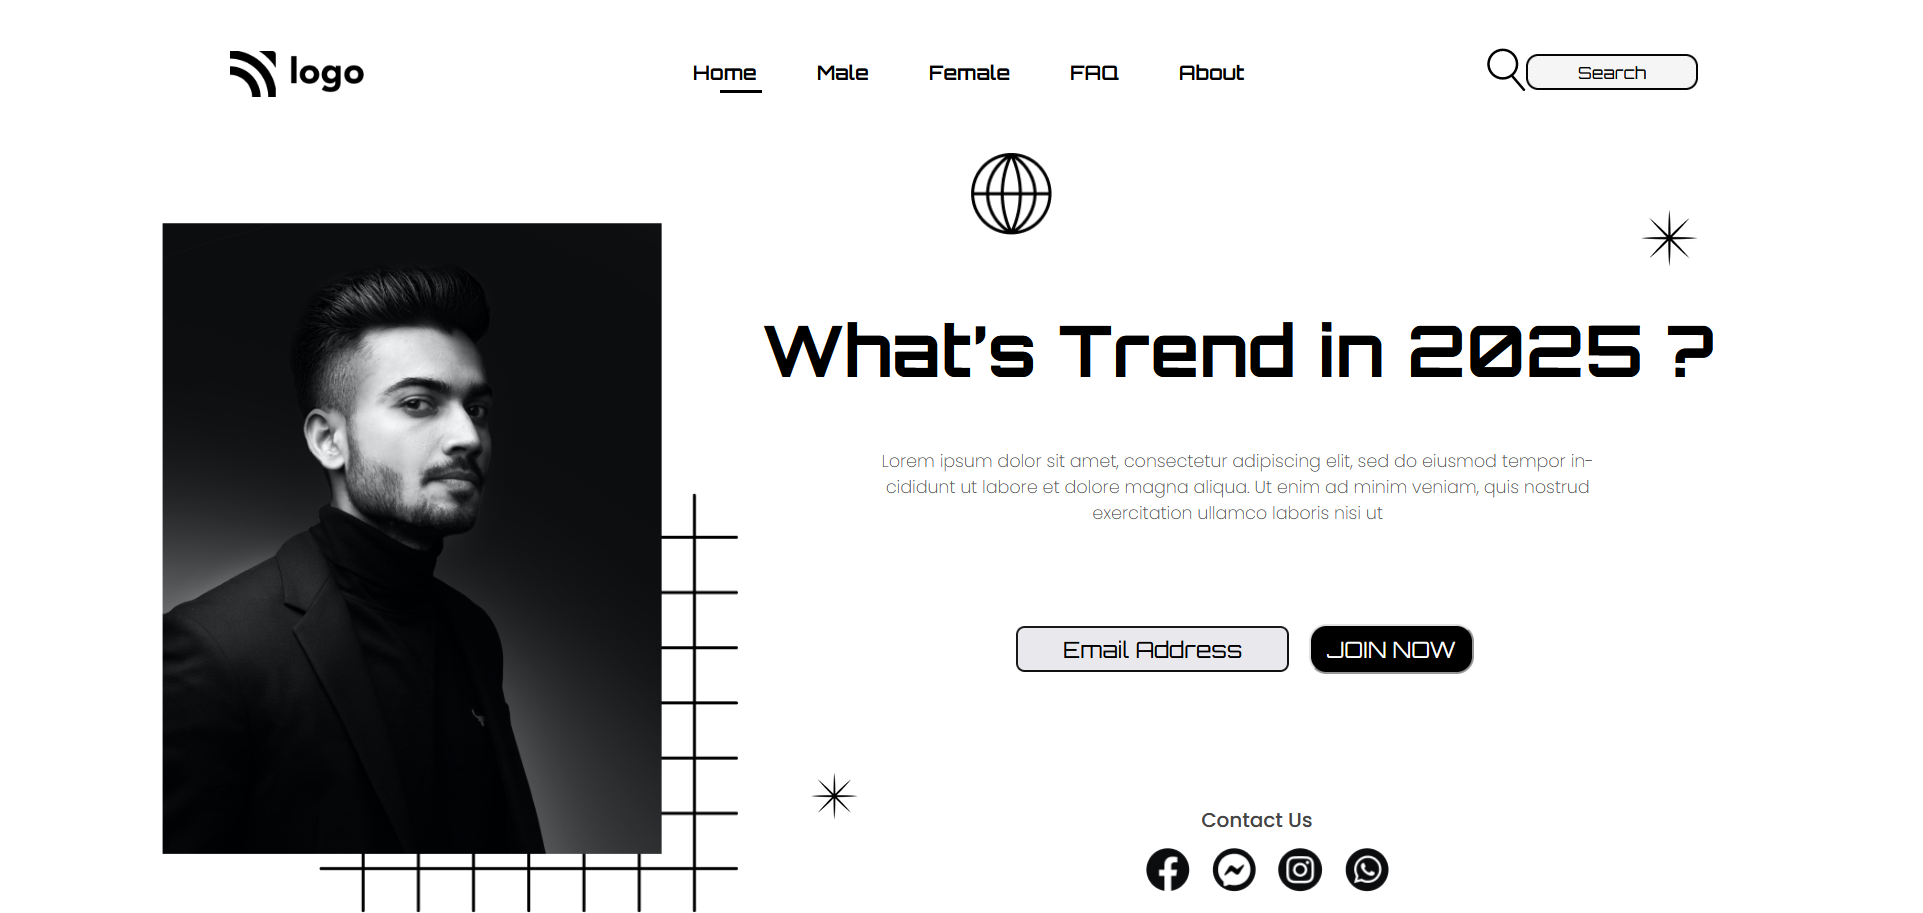 logo
Home Male Female FAQ About
Search
What's Trend in 2025 ?
Lorem ipsum dolor sit amet, consectetur adipiscing elit, sed do eiusmod tempor in-
cididunt ut labore et dolore magna aliqua. Ut enim ad minim veniam, quis nostrud
exercitation ullamco laboris nisi ut
Email Address
JOIN NOW
Contact Us